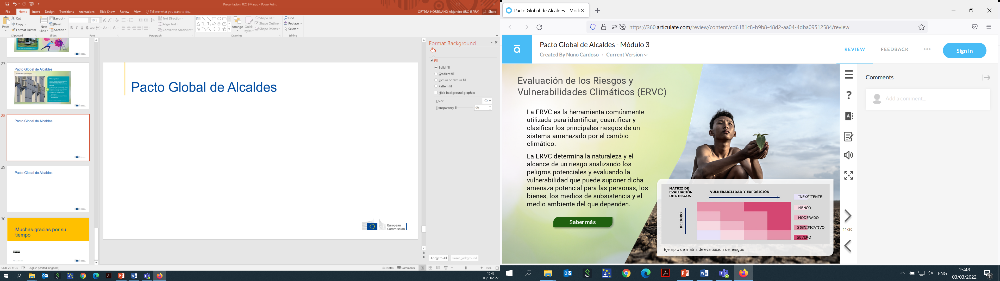 Presentacion_JRC_9Marzo - PowerPoint
File Home Insert Design Transitions Animations Slide Show Review View Tell me what you want to do...
ORTEGA HORTELANO Alejandro (JRC-ISPRA) Share
Paste
Cut
Copy
Format Painter
Clipboard
New
Slide
Layout
Reset
Section
Slides
10.5
B I U S abc AV Aa A
Font
Text Direction
Align Text
Convert to SmartArt
Paragraph
Arrange
Quick
Styles
Shape Fill
Shape Outline
Shape Effects
Drawing
Find
Replace
Select
Editing
27
Pacto Global de Alcaldes
Conflictos y sinergias
28
Pacto Global de Alcaldes
29
Pacto Global de Alcaldes
30
Muchas gracias por su
tiempo
Pacto Global de Alcaldes
European
Commission
Format Background
Fill
Solid fill
Gradient fill
Picture or texture fill
Pattern fill
Hide background graphics
Color
Transparency 0%
Apply to All Reset Background
Slide 28 of 30 English (United Kingdom)
Notes Comments 95%
15:48
03/03/2022
Pacto Global de Alcaldes - Mód
https://360.articulate.com/review/content/cd6181c8-b9b8-48d2-aa04-4dba09512584/review
ā
Pacto Global de Alcaldes - Módulo 3
Created By Nuno Cardoso · Current Version
REVIEW FEEDBACK
Sign In
Evaluación de los Riesgos y
Vulnerabilidades Climáticos (ERVC)
La ERVC es la herramienta comúnmente
utilizada para identificar, cuantificar y
clasificar los principales riesgos de un
sistema amenazado por el cambio
climático.
La ERVC determina la naturaleza y el
alcance de un riesgo analizando los
peligros potenciales y evaluando la
vulnerabilidad que puede suponer dicha
amenaza potencial para las personas, los
bienes, los medios de subsistencia y el
medio ambiente del que dependen.
Saber más
MATRIZ DE
EVALUACIÓN
DE RIESGOS
VULNERABILIDAD Y EXPOSICIÓN
PELIGRO
INEXSITENTE
MENOR
MODERADO
SIGNIFICATIVO
SEVERO
Ejemplo de matriz de evaluación de riesgos
11/30
Comments
Add a comment...
ENG
15:48
03/03/2022
11